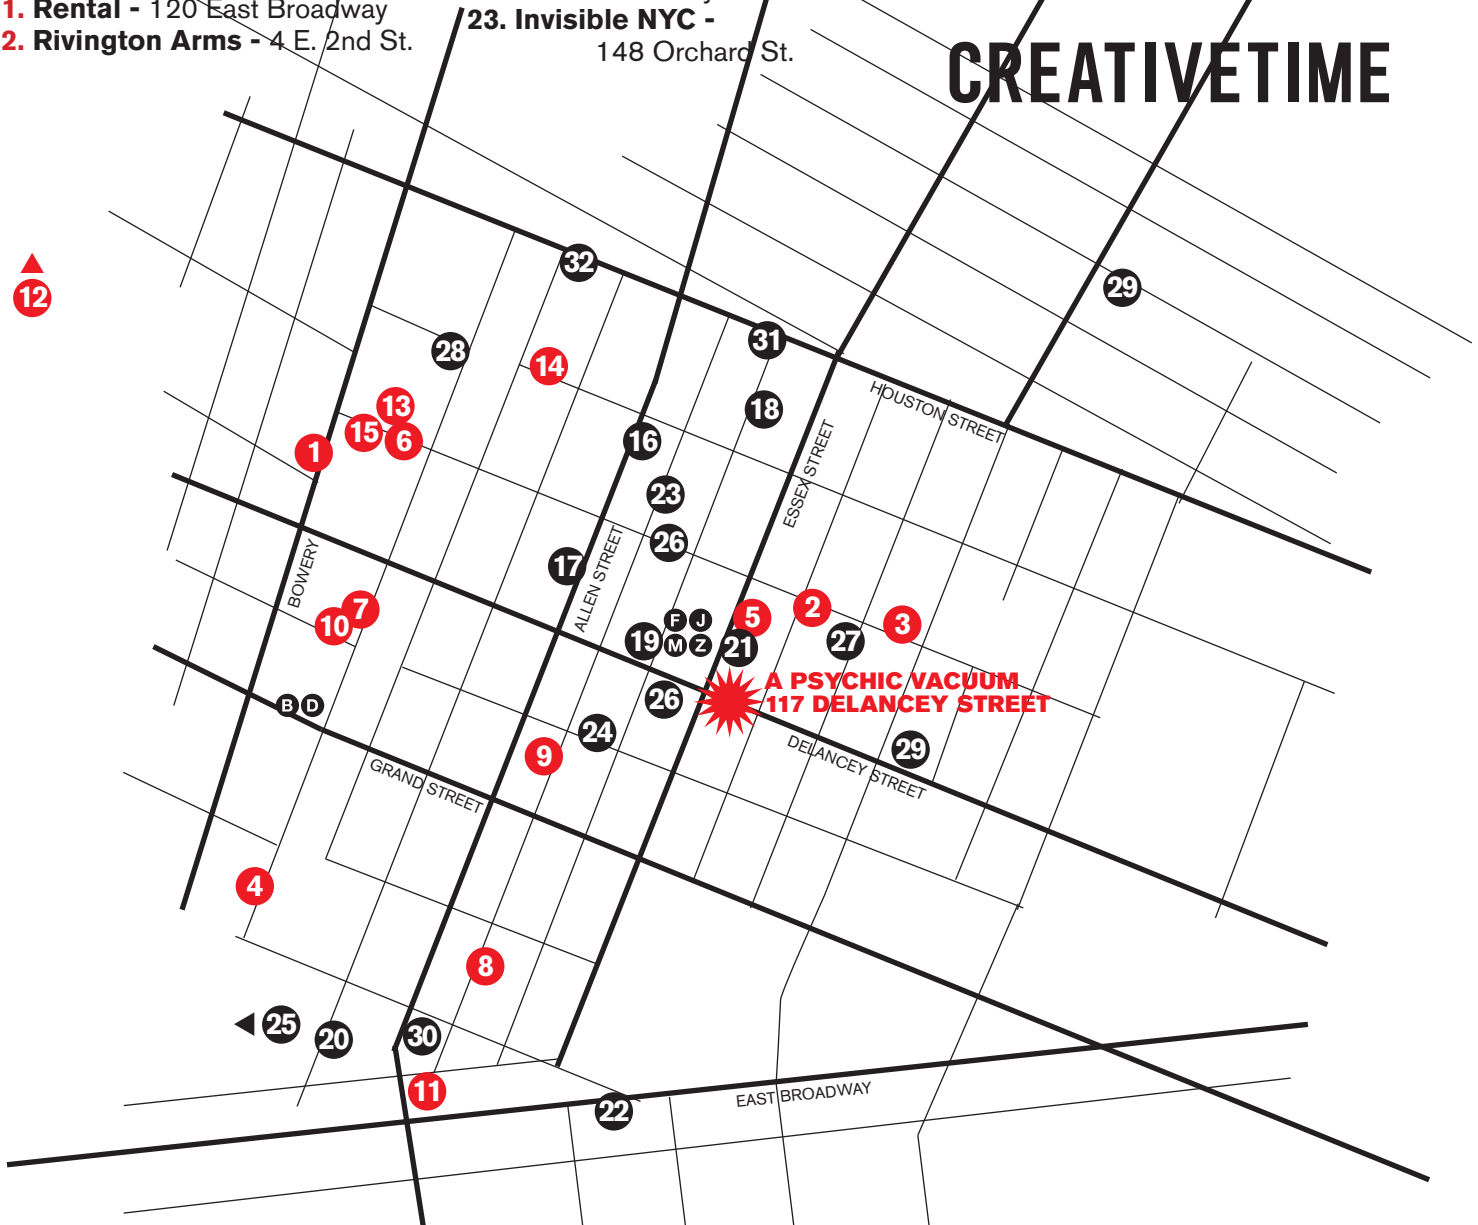 1. Rental - 120 East Broadway
2. Rivington Arms - 4 E. 2nd St.
23. Invisible NYC -
148 Orchard St.
CREATIVETIME
12
32
29
31
28
14
18
13
15
6
1
16
HOUSTON STREET
ESSEX STREET
23
26
17
BOWERY
ALLEN STREET
7
10
F
J
M
Z
19
5
21
2
27
3
A PSYCHIC VACUUM
117 DELANCEY STREET
B
D
26
24
9
29
DELANCEY STREET
GRAND STREET
4
8
25
20
30
11
22
EAST BROADWAY